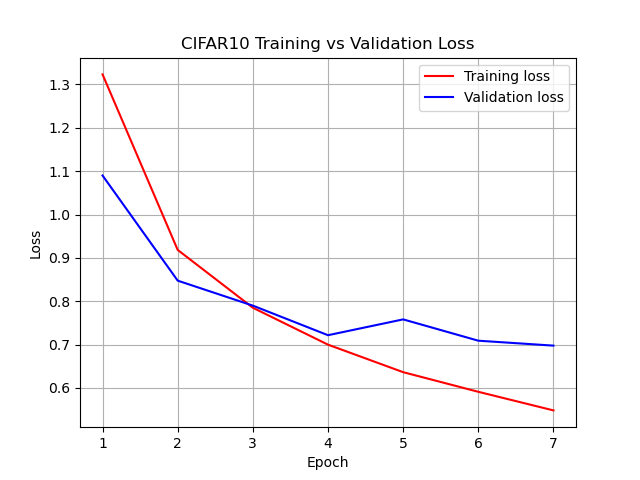 CIFAR10 Training vs Validation Loss
Training loss
Validation loss
Loss
1.3
1.2
1.1
1.0
0.9
0.8
0.7
0.6
1 2 3 4 5 6 7
Epoch